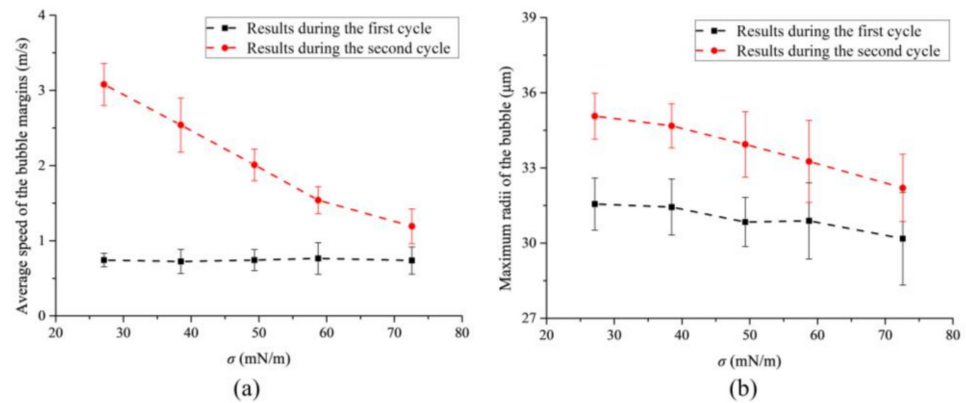 4
3
2
1
0
20
30
40
50
60
70
80
Average speed of the bubble margins (m/s)
σ (mN/m)
Results during the first cycle
Results during the second cycle
(a)
39
36
33
30
27
20
30
40
50
60
70
80
Maximum radii of the bubble (μm)
σ (mN/m)
Results during the first cycle
Results during the second cycle
(b)